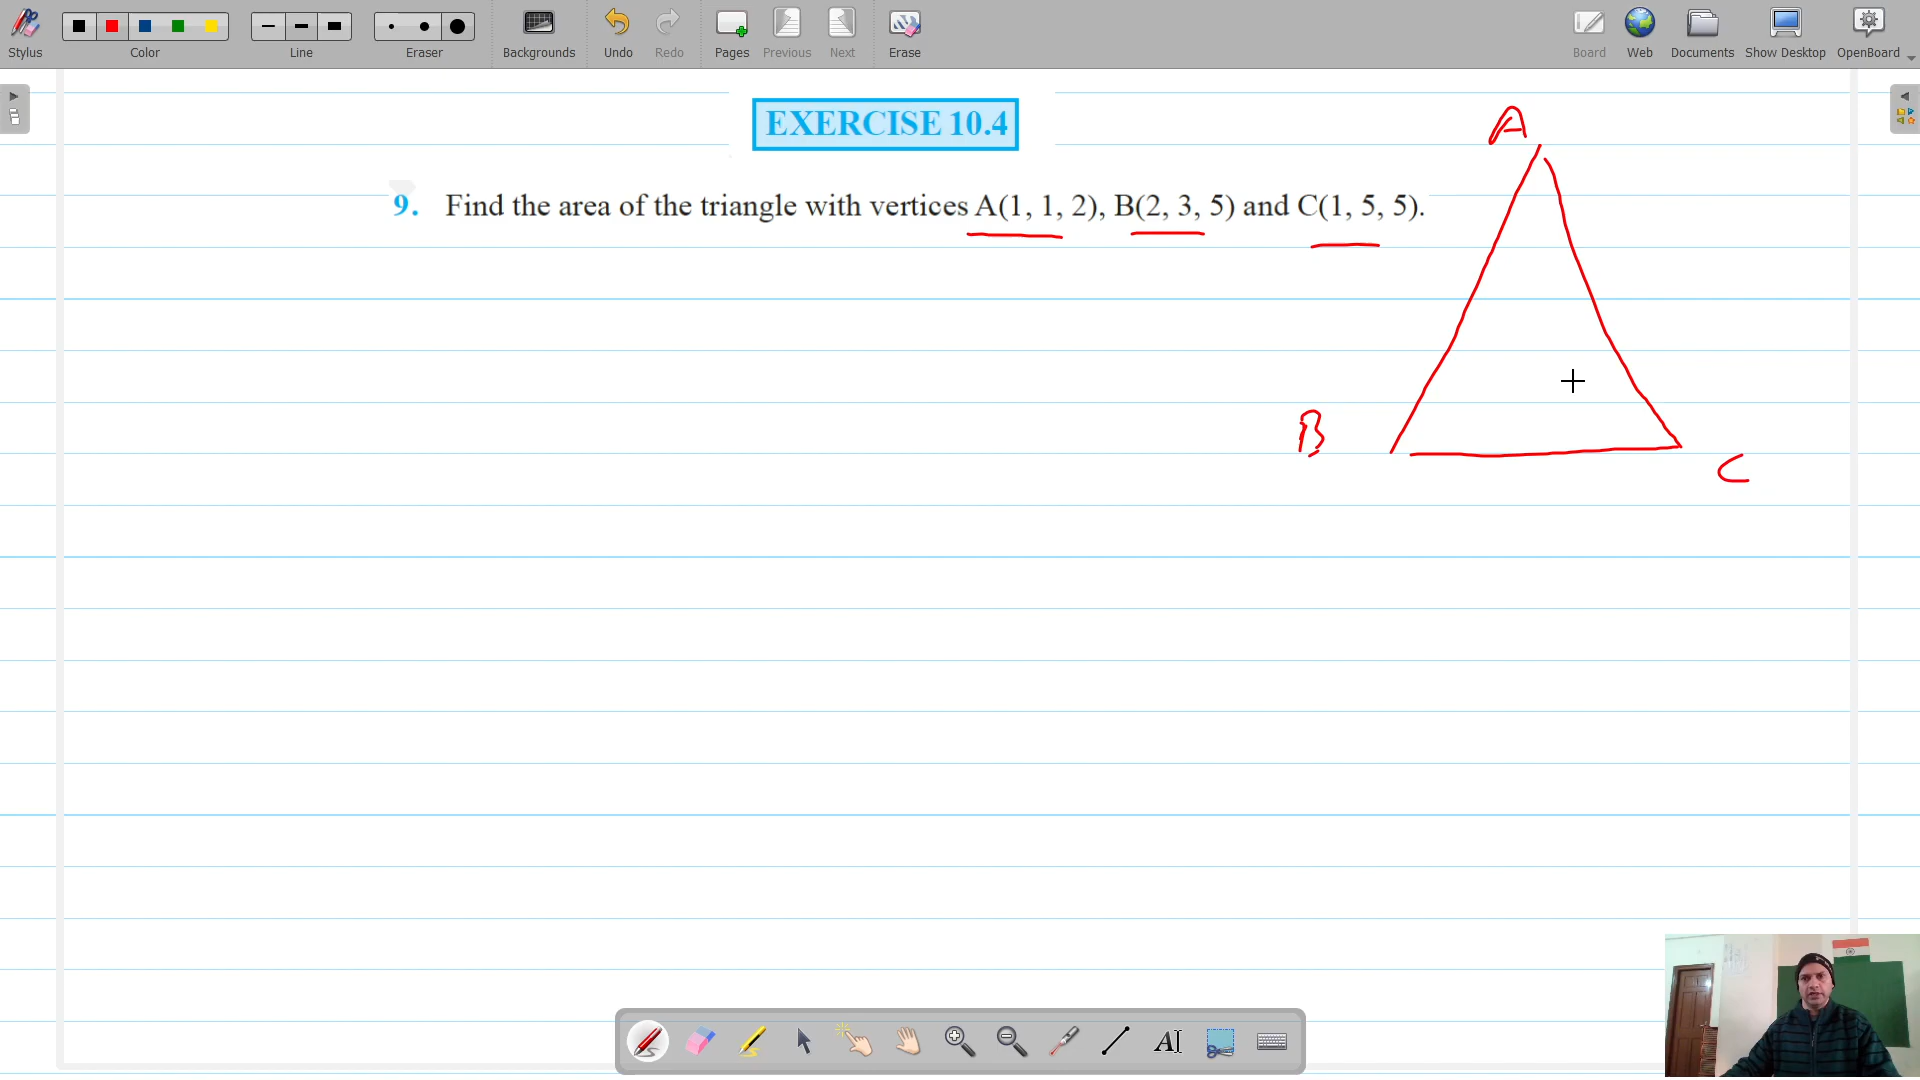 Stylus
Color
Line
Eraser
Backgrounds
Undo
Redo
Pages
Previous
Next
Erase
Board
Web
Documents
Show Desktop
OpenBoard
EXERCISE 10.4
9. Find the area of the triangle with vertices A(1, 1, 2), B(2, 3, 5) and C(1, 5, 5).
A
B
C